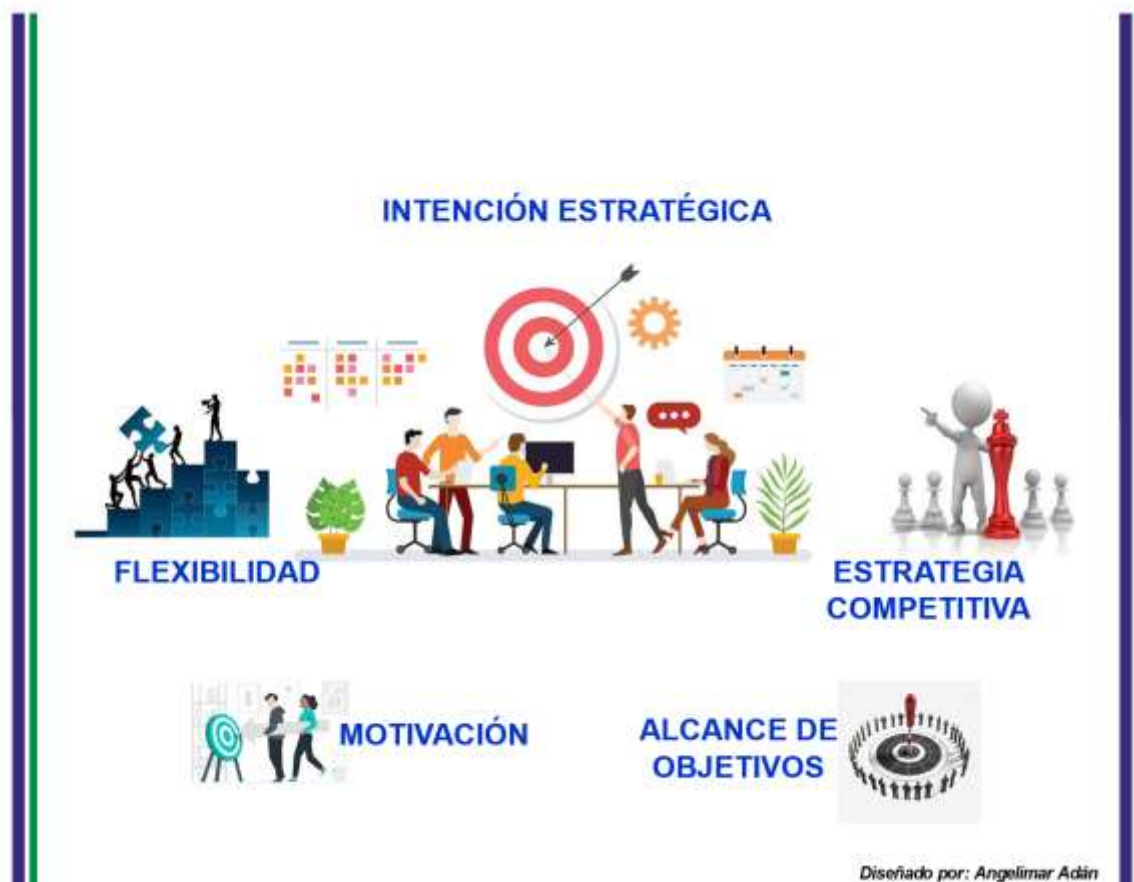 INTENCIÓN ESTRATÉGICA
FLEXIBILIDAD
ESTRATEGIA
COMPETITIVA
MOTIVACIÓN
ALCANCE DE
OBJETIVOS
Diseñado por: Angelimar Adán